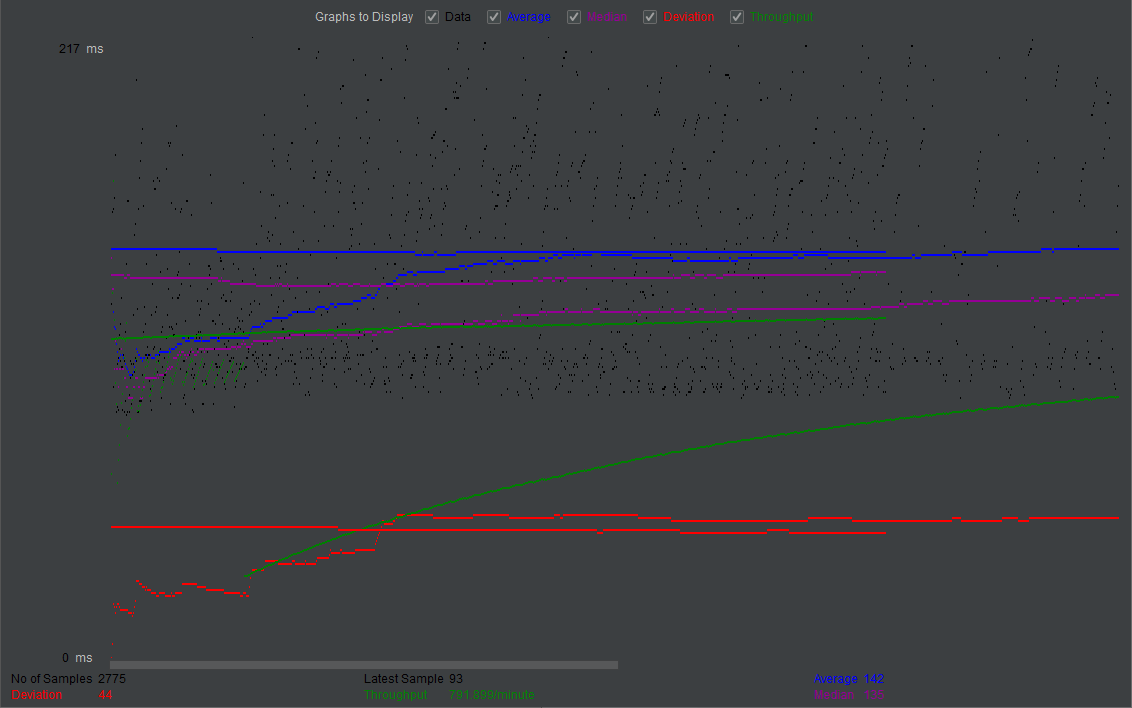 Graphs to Display Data Average Median Deviation Throughput
217 ms
0 ms
No of Samples 2775 Latest Sample 93 Average 142
Deviation 44 Throughput 791,899/minute Median